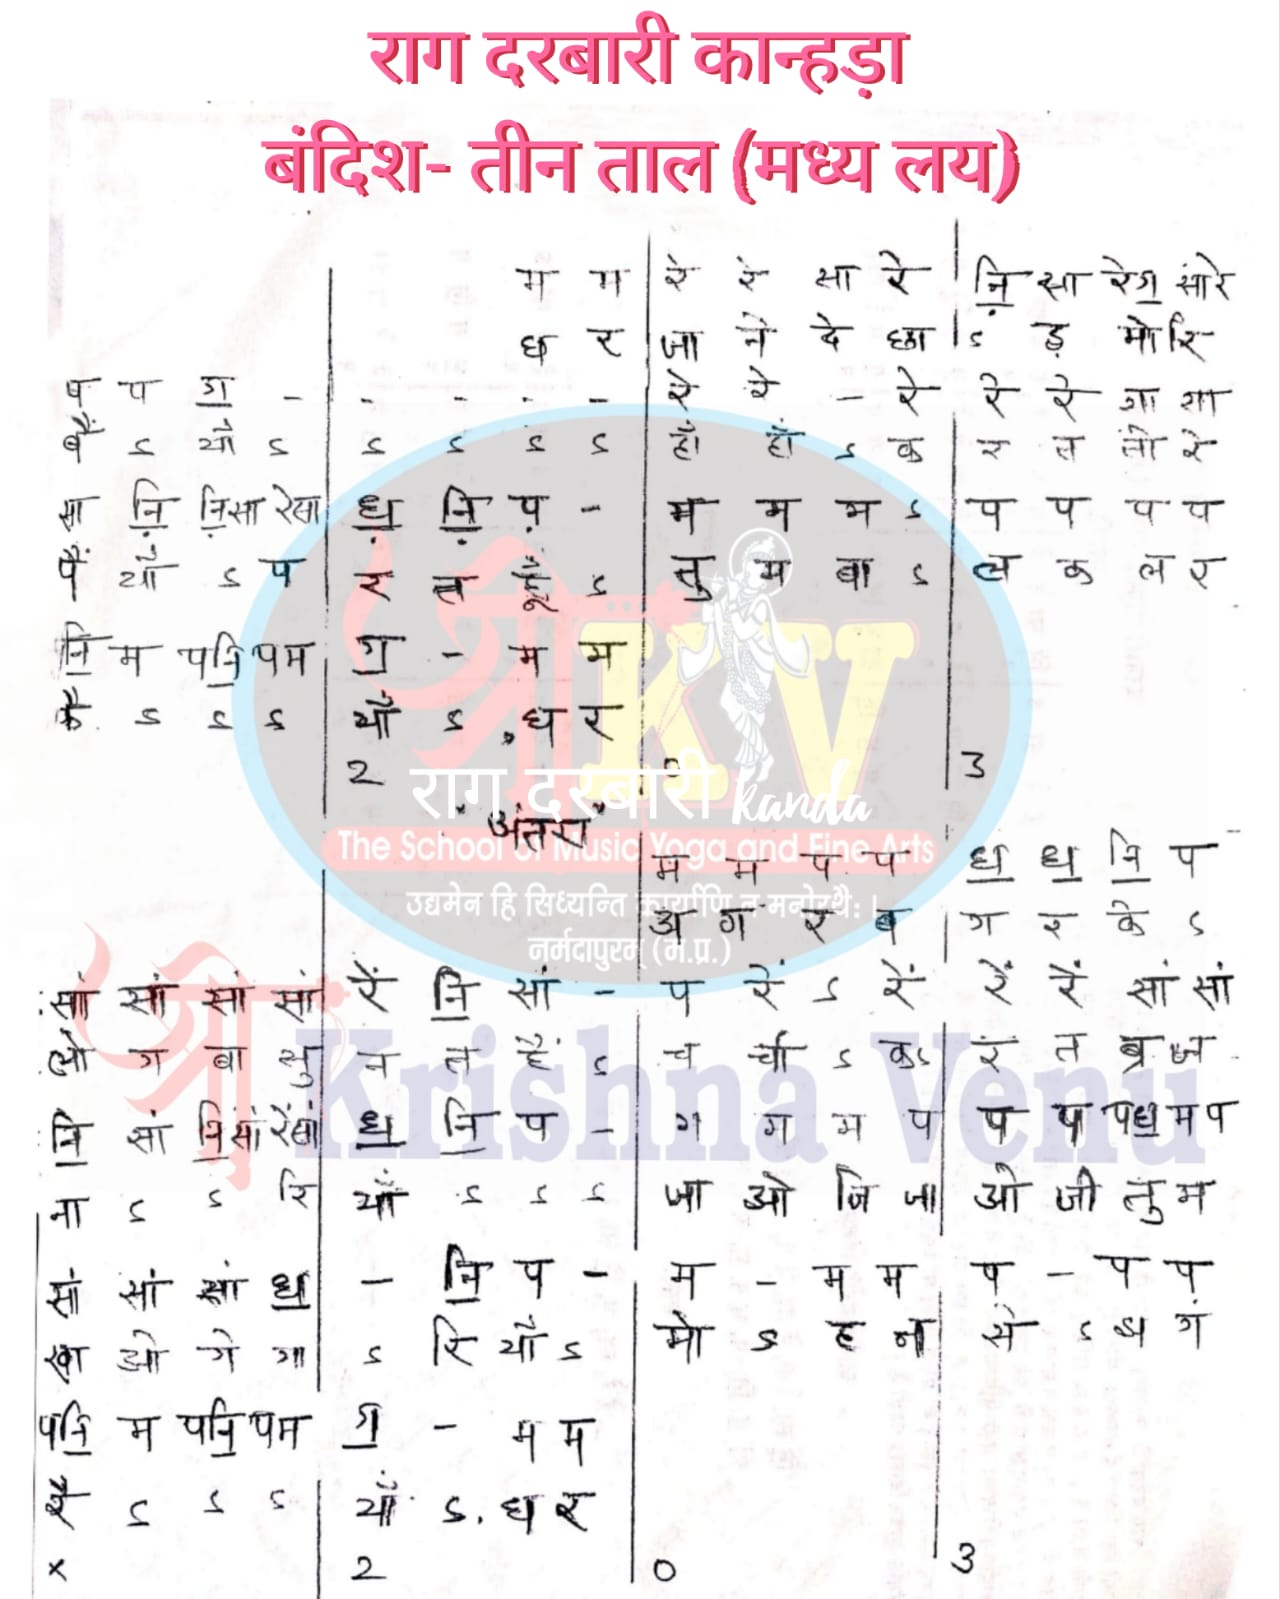 राग दरबारी कान्हड़ा
बंदिश- तीन ताल (मध्य लय)
म म रे रे सा रे ऩि॒ सा रेग॒ सारे
घ र जा ने दे छा ऽ ड़ मो रि
प प ग॒ - - - - - रे रे - रे रे रे सा सा
बैं ऽ याँ ऽ ऽ ऽ ऽ ऽ हाँ हाँ ऽ क र त तो रे
सा ऩि॒ ऩि॒सा रेसा ध़॒ ऩि॒ प़ - म म म ऽ प प प प
पैं याँ ऽ प र त हूँ ऽ तु म बा ऽ ल क ल र
नि॒ म पनि॒ पम ग॒ - म म
कै ऽ ऽ ऽ याँ ऽ घ र
2 0 3
राग दरबारी kanda
"अंतरा"
The School of Music Yoga and Fine Arts
म म प प ध॒ ध॒ नि॒ प
उद्यमेन हि सिध्यन्ति कार्याणि न मनोरथैः।
अ ग र ब ग र के ऽ
नर्मदापुरम् (म.प्र.)
सां सां सां सां रें नि॒ सां - प रें ऽ रें रें रें सां सां
लो ग वा सु न त हैं ऽ च र्चा ऽ क ऽ र त ब्र ज
श्री Krishna Venu
नि॒ सां नि॒सां रेंसां ध॒ नि॒ प - ग ग म प प प पध॒ मप
ना ऽ ऽ रि याँ ऽ ऽ ऽ जा ओ जि जा ओ जी तु म
सां सां सां ध॒ - नि॒ प - म - म म प - प प
खा ओ गे गा ऽ रि याँ ऽ मो ऽ ह न से ऽ ग
पनि॒ म पनि॒ पम ग॒ - म म
सै ऽ ऽ ऽ याँ ऽ. घ र
x 2 0 3